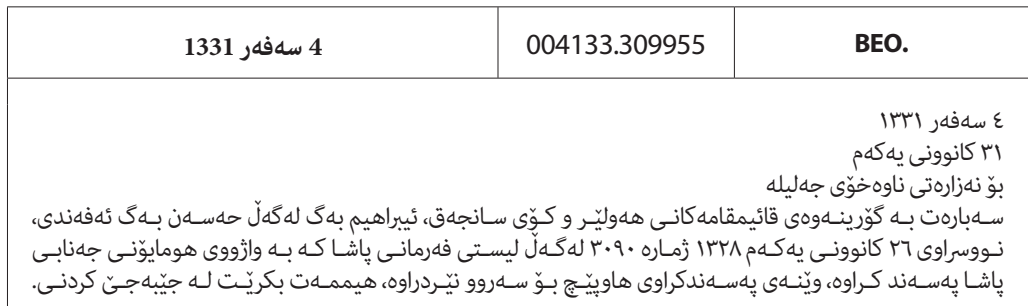 BEO.	004133.309955	4 سەفەر 1331
٤ سەفەر ١٣٣١
٣١ کانوونی یەکەم
بۆ نەزارەتی ناوەخۆی جەلیلە
سەبارەت بە گۆرینەوەی قائیمقامەکانی هەولێر و کۆی سانجەق، ئیبراهیم بەگ لەگەڵ حەسەن بەگ ئەفەندی،
نووسراوی ٢٦ کانوونی یەکەم ١٣٢٨ ژمارە ٣٠٩٠ لەگەڵ لیستی فەرمانی پاشا کە بە واژووی هومایۆنی جەنابی
پاشا پەسەند کراوە، وێنەی پەسەندکراوی هاوپێچ بۆ سەروو نێردراوە، هیممەت بکرێت لە جێبەجێ کردنی.